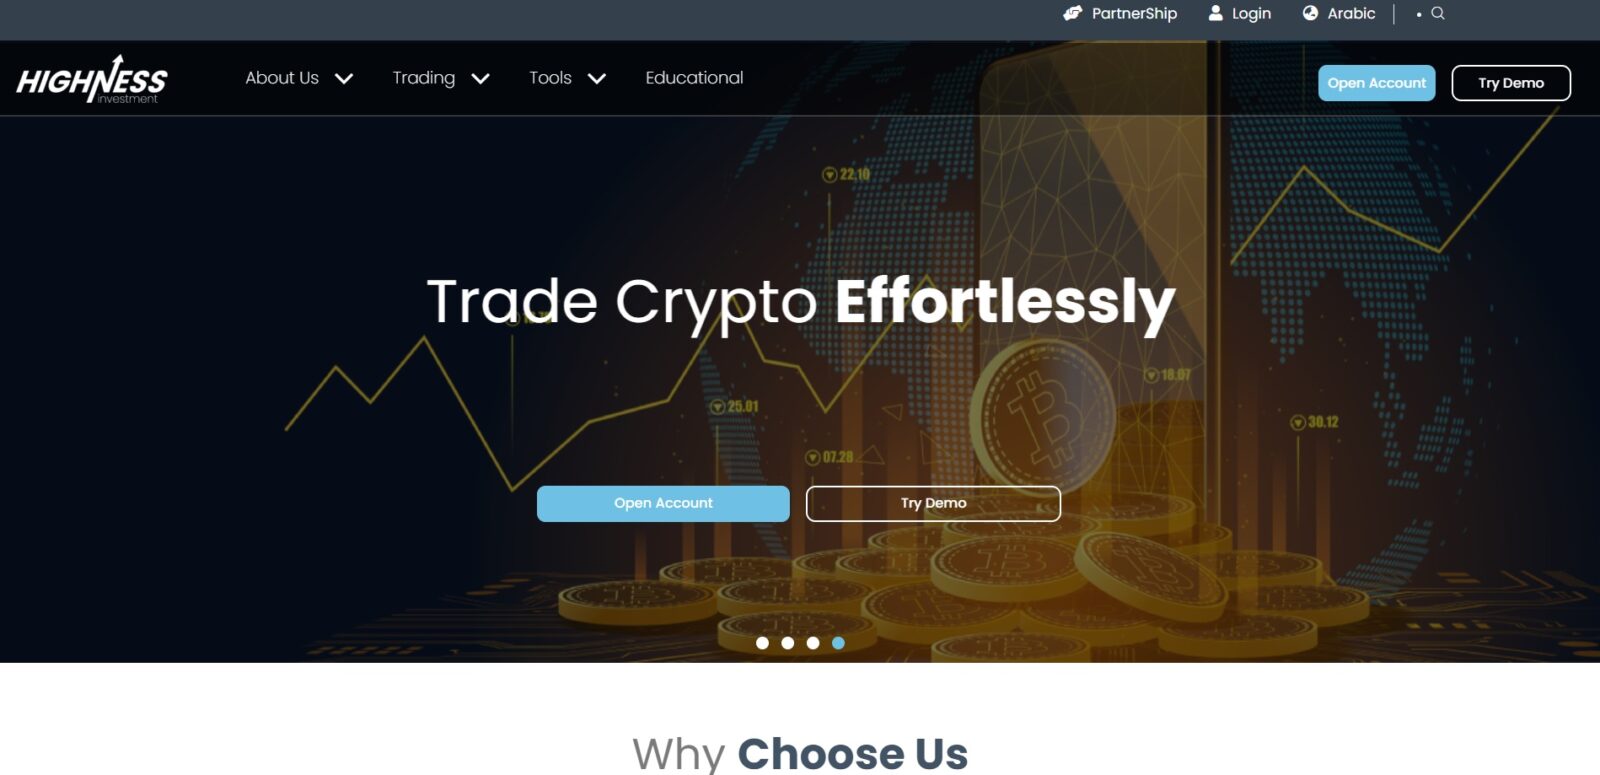 PartnerShip Login Arabic
HIGHNESS
investment
About Us Trading Tools Educational
Open Account Try Demo
22.10
Trade Crypto Effortlessly
18.07
25.01
30.12
07.28
Open Account Try Demo
Why Choose Us